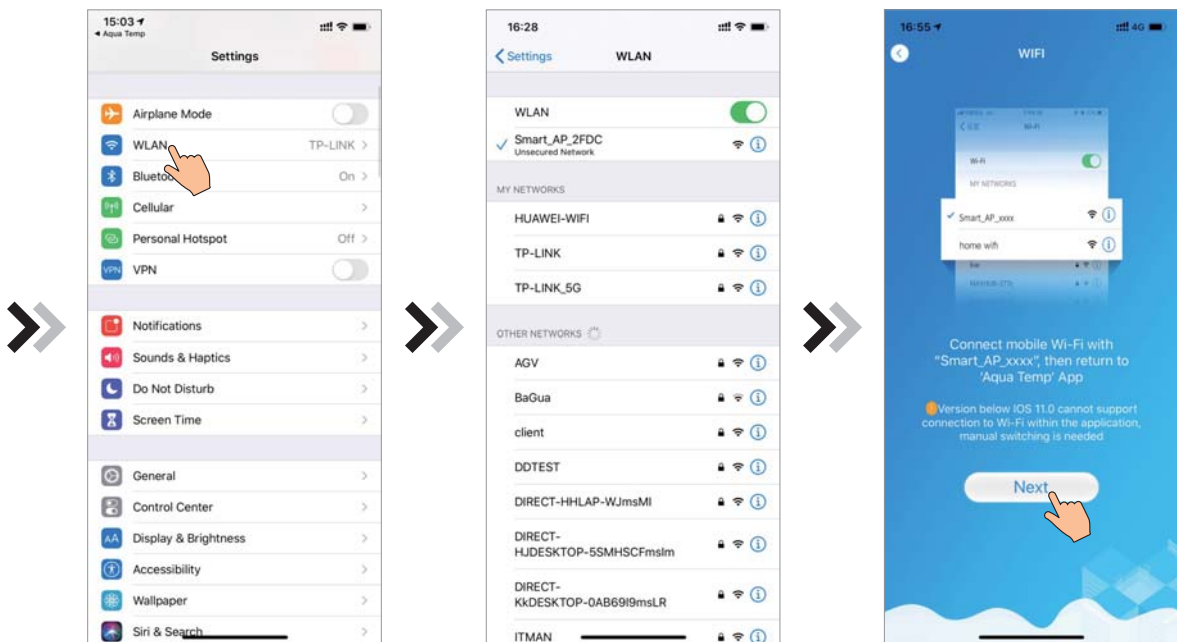 15:03
Aqua Temp
Settings
Airplane Mode
WLAN
TP-LINK
Bluetoo
On
Cellular
Personal Hotspot
Off
VPN
VPN
Notifications
Sounds & Haptics
Do Not Disturb
Screen Time
General
Control Center
AA
Display & Brightness
Accessibility
Wallpaper
Siri & Search
16:28
Settings
WLAN
WLAN
Smart_AP_2FDC
Unsecured Network
MY NETWORKS
HUAWEI-WIFI
TP-LINK
TP-LINK_5G
OTHER NETWORKS
AGV
BaGua
client
DDTEST
DIRECT-HHLAP-WJmsMI
DIRECT-
HJDESKTOP-5SMHSCFmslm
DIRECT-
KkDESKTOP-0AB69I9msLR
ITMAN
16:55
4G
WIFI
Wi-Fi
Wi-Fi
MY NETWORKS
Smart_AP_xxxx
home wifi
Connect mobile Wi-Fi with
"Smart_AP_xxxx", then return to
'Aqua Temp' App
Version below IOS 11.0 cannot support
connection to Wi-Fi within the application,
manual switching is needed
Next